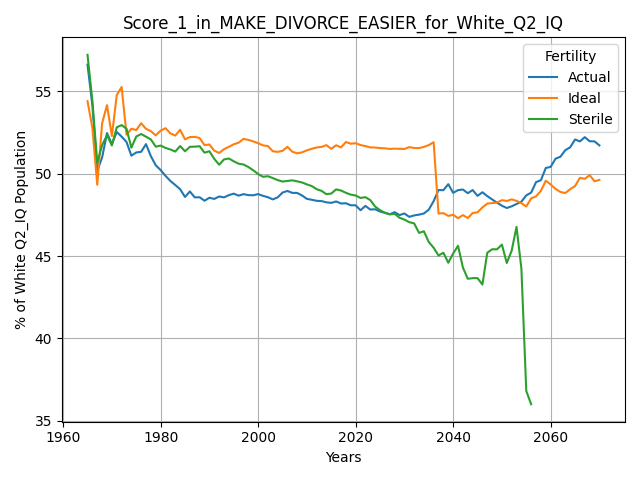 Score_1_in_MAKE_DIVORCE_EASIER_for_White_Q2_IQ
Fertility
Actual
Ideal
Sterile
% of White Q2_IQ Population
55
50
45
40
35
1960
1980
2000
2020
2040
2060
Years